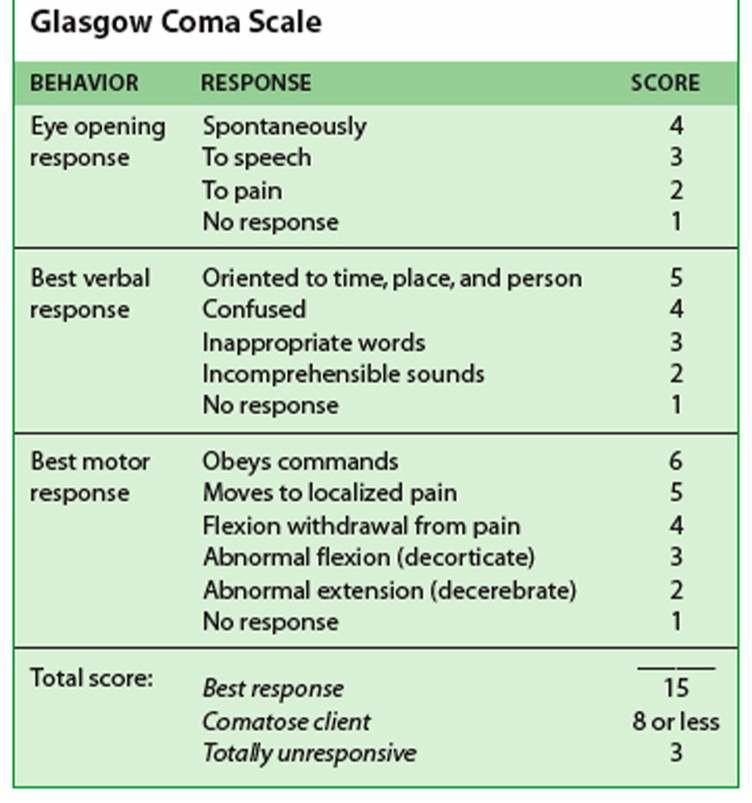 Glasgow Coma Scale
BEHAVIOR RESPONSE SCORE
Eye opening Spontaneously 4
response To speech 3
To pain 2
No response 1
Best verbal Oriented to time, place, and person 5
response Confused 4
Inappropriate words 3
Incomprehensible sounds 2
No response 1
Best motor Obeys commands 6
response Moves to localized pain 5
Flexion withdrawal from pain 4
Abnormal flexion (decorticate) 3
Abnormal extension (decerebrate) 2
No response 1
Total score:
Best response 15
Comatose client 8 or less
Totally unresponsive 3